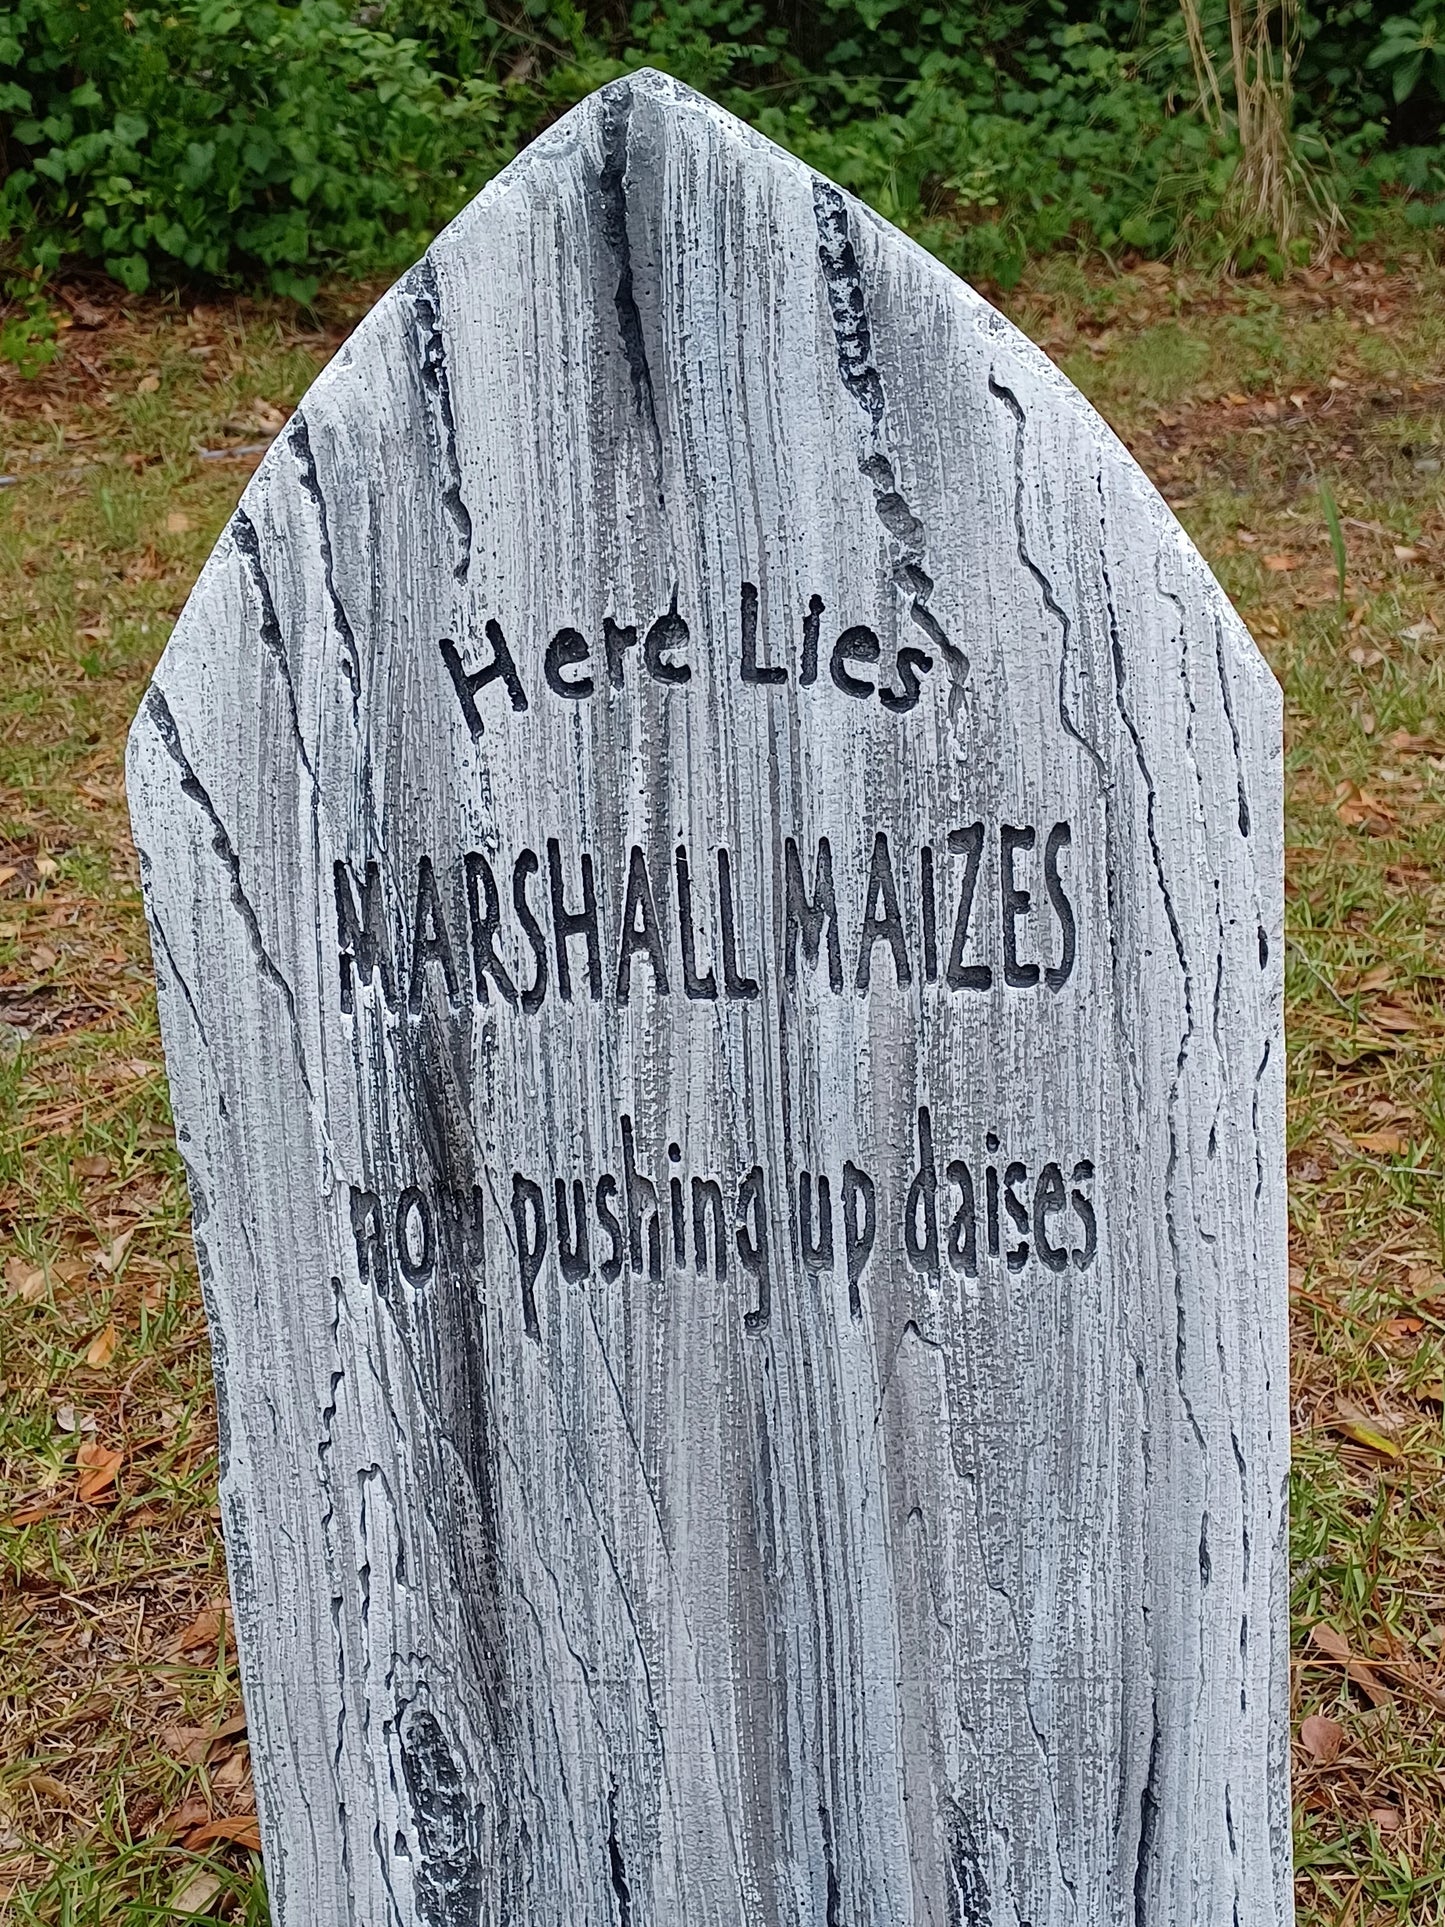 Here Lies
MARSHALL MAIZES
now pushing up daises